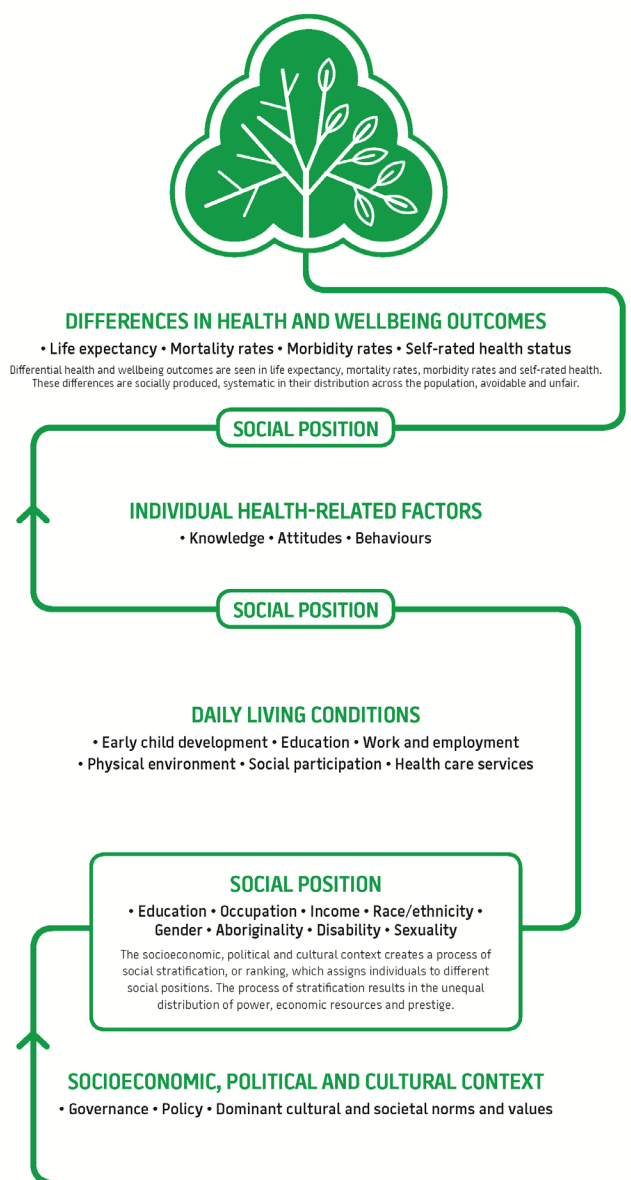 DIFFERENCES IN HEALTH AND WELLBEING OUTCOMES
• Life expectancy • Mortality rates • Morbidity rates • Self-rated health status
Differential health and wellbeing outcomes are seen in life expectancy, mortality rates, morbidity rates and self-rated health.
These differences are socially produced, systematic in their distribution across the population, avoidable and unfair.
SOCIAL POSITION
INDIVIDUAL HEALTH-RELATED FACTORS
• Knowledge • Attitudes • Behaviours
SOCIAL POSITION
DAILY LIVING CONDITIONS
• Early child development • Education • Work and employment
• Physical environment • Social participation • Health care services
SOCIAL POSITION
• Education • Occupation • Income • Race/ethnicity •
Gender • Aboriginality • Disability • Sexuality
The socioeconomic, political and cultural context creates a process of
social stratification, or ranking, which assigns individuals to different
social positions. The process of stratification results in the unequal
distribution of power, economic resources and prestige.
SOCIOECONOMIC, POLITICAL AND CULTURAL CONTEXT
• Governance • Policy • Dominant cultural and societal norms and values